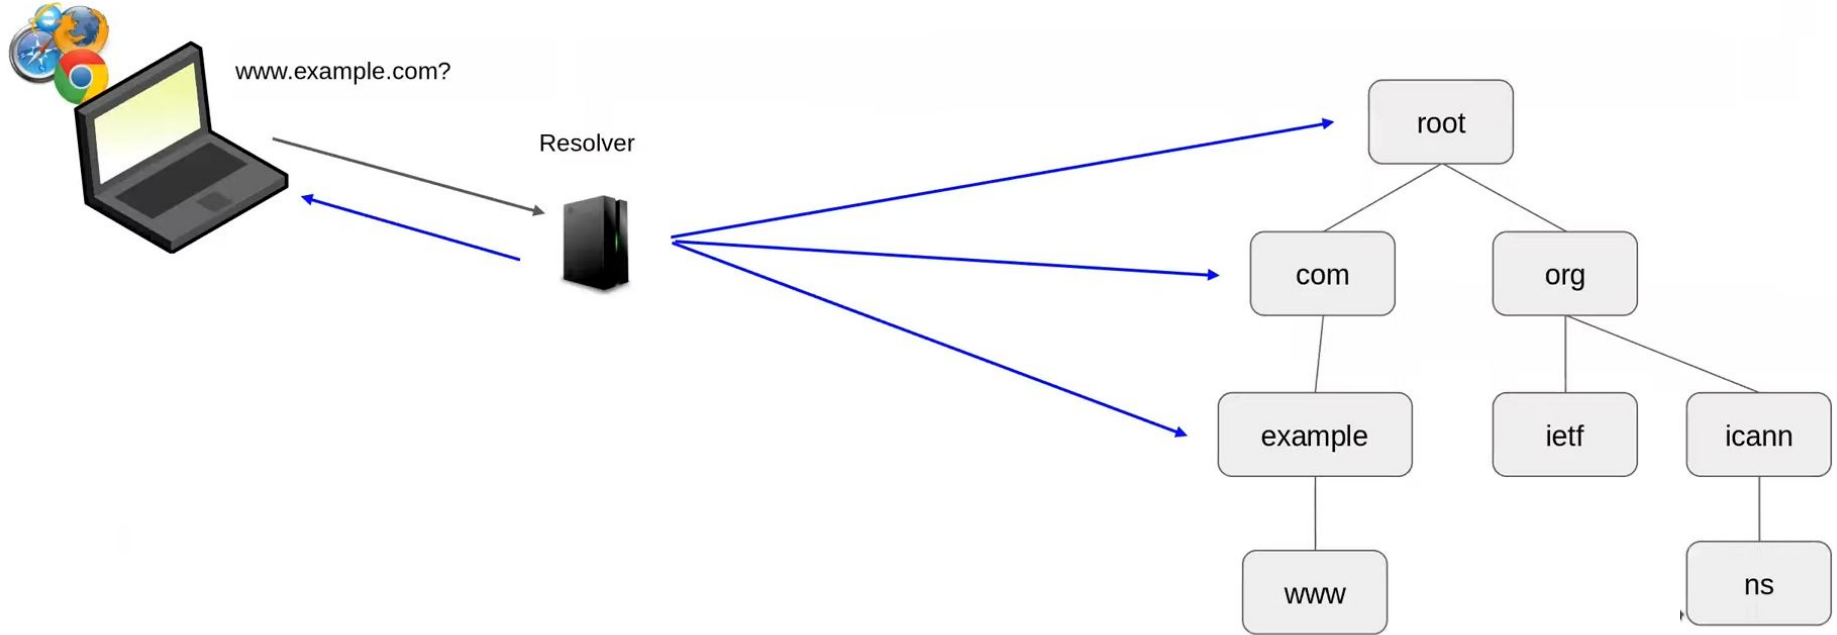 www.example.com?
Resolver
root
com
org
example
ietf
icann
www
ns